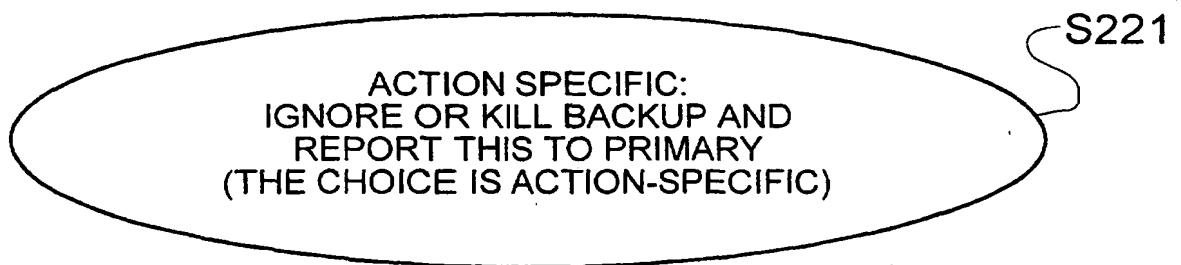 S221
ACTION SPECIFIC:
IGNORE OR KILL BACKUP AND
REPORT THIS TO PRIMARY
(THE CHOICE IS ACTION-SPECIFIC)